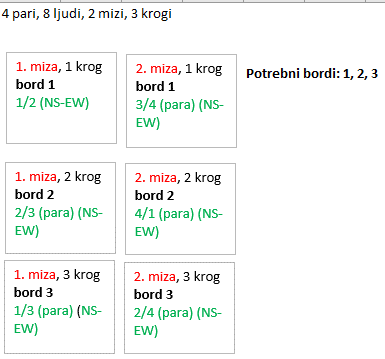 4 pari, 8 ljudi, 2 mizi, 3 krogi
1. miza, 1 krog
bord 1
1/2 (NS-EW)
2. miza, 1 krog
bord 1
3/4 (para) (NS-
EW)
Potrebni bordi: 1, 2, 3
1. miza, 2 krog
bord 2
2/3 (para) (NS-
EW)
2. miza, 2 krog
bord 2
4/1 (para) (NS-
EW)
1. miza, 3 krog
bord 3
1/3 (para) (NS-
EW)
2. miza, 3 krog
bord 3
2/4 (para) (NS-
EW)